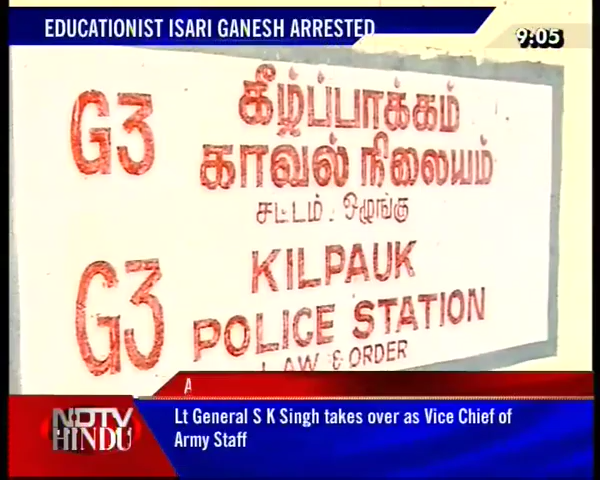 EDUCATIONIST ISARI GANESH ARRESTED
9:05
G3
கீழ்ப்பாக்கம்
காவல் நிலையம்
சட்டம். ஒழுங்கு
G3
KILPAUK
POLICE STATION
LAW & ORDER
A
NDTV
HINDU
Lt General S K Singh takes over as Vice Chief of
Army Staff